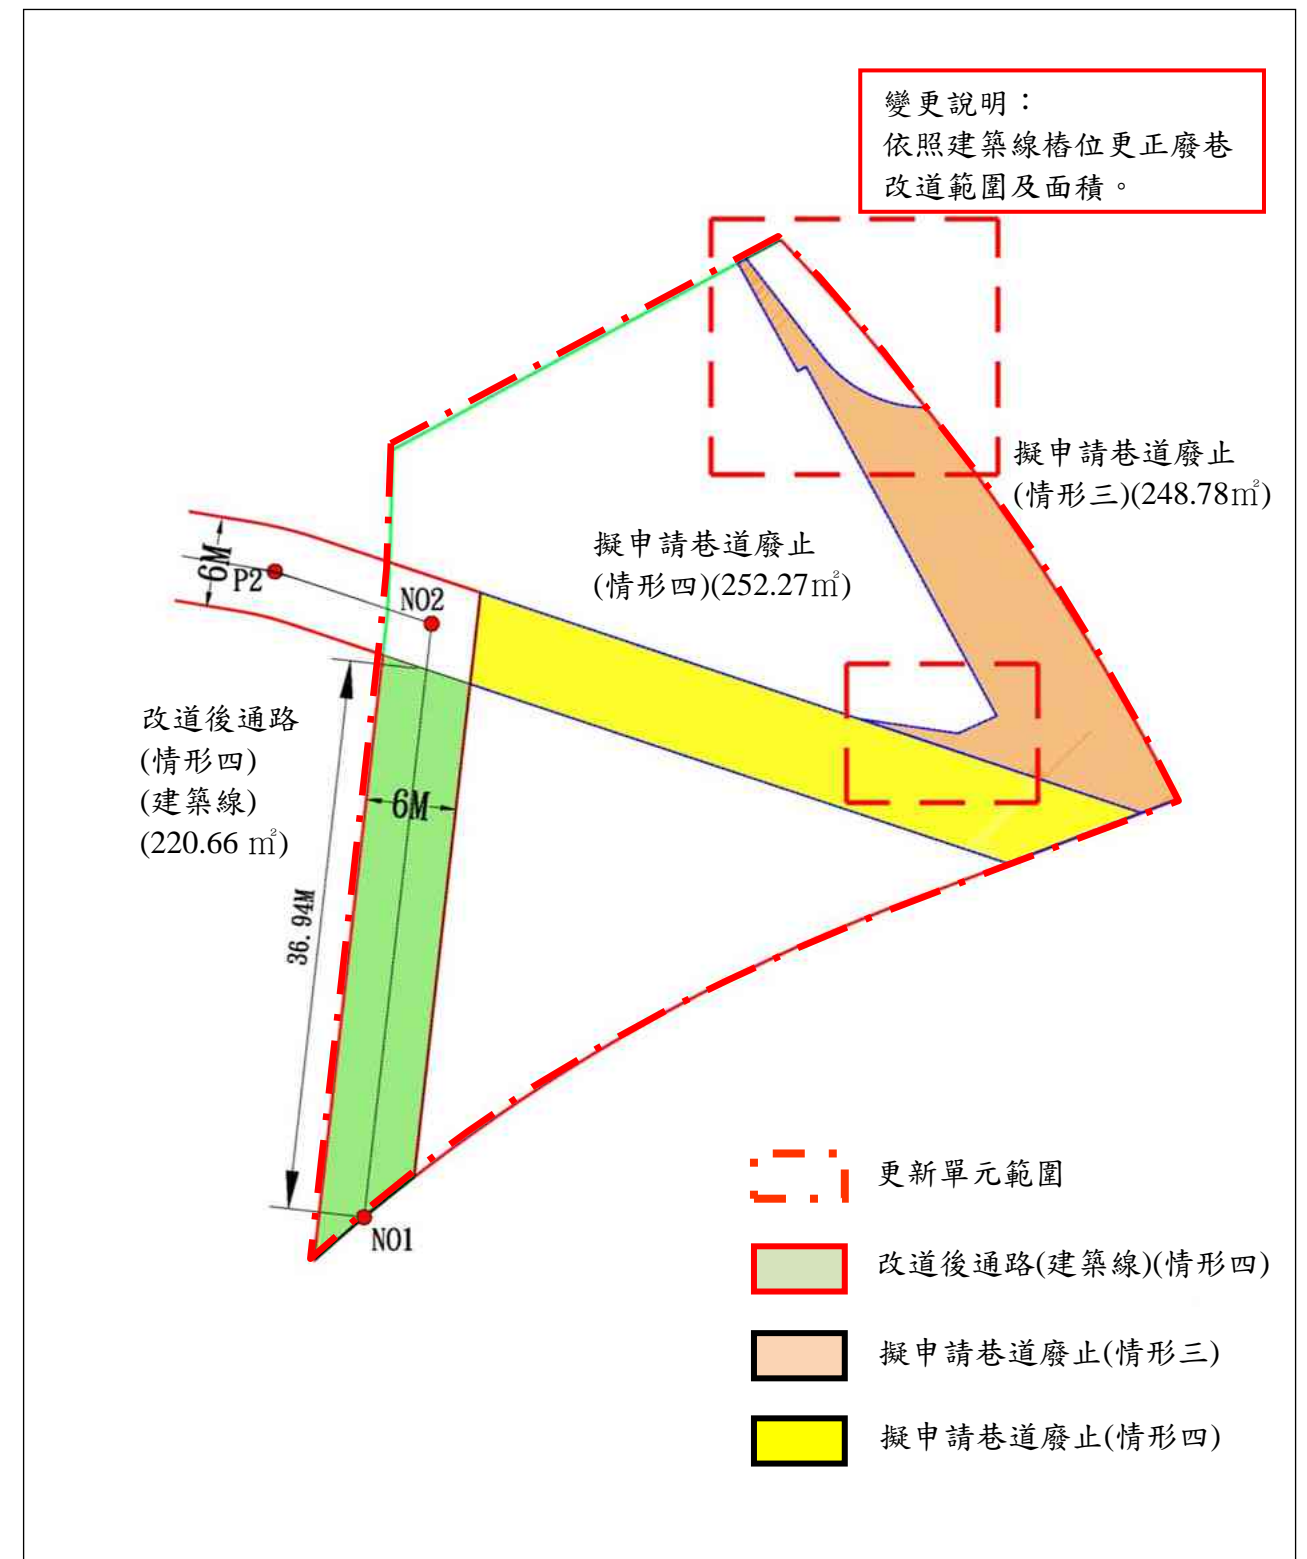 變更說明：
依照建築線樁位更正廢巷
改道範圍及面積。
擬申請巷道廢止
(情形三)(248.78㎡)
擬申請巷道廢止
(情形四)(252.27㎡)
6M
P2
NO2
改道後通路
(情形四)
(建築線)
(220.66 ㎡)
6M
36.94M
NO1
更新單元範圍
改道後通路(建築線)(情形四)
擬申請巷道廢止(情形三)
擬申請巷道廢止(情形四)